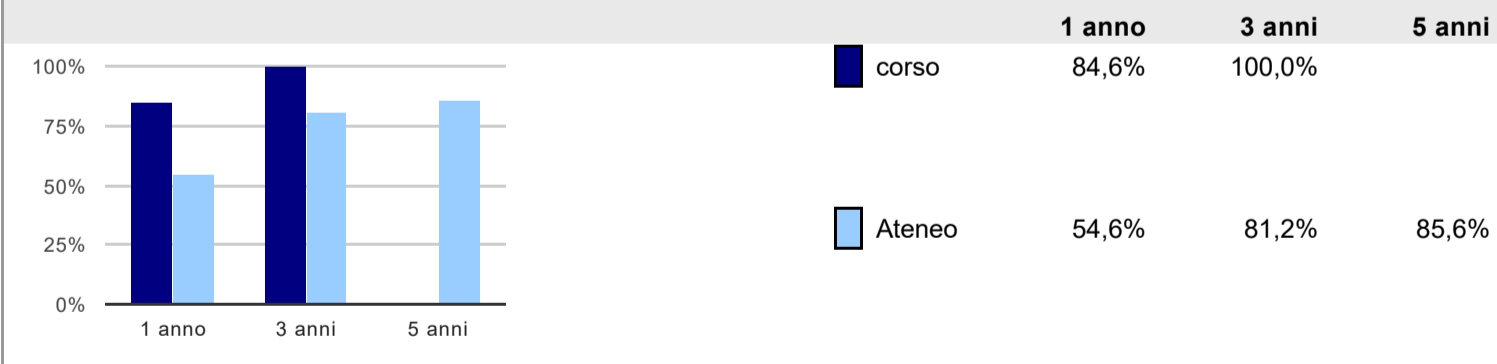 1 anno 3 anni 5 anni
100%
75%
50%
25%
0%
1 anno 3 anni 5 anni
corso 84,6% 100,0%
Ateneo 54,6% 81,2% 85,6%